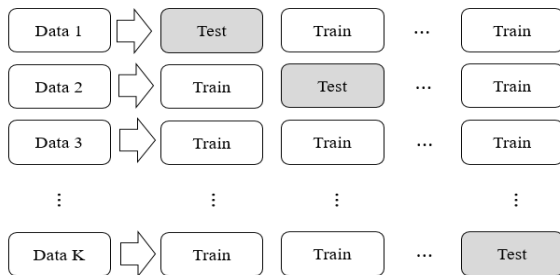 Data 1 Test Train ... Train
Data 2 Train Test ... Train
Data 3 Train Train ... Train
⋮ ⋮ ⋮ ⋮
Data K Train Train ... Test